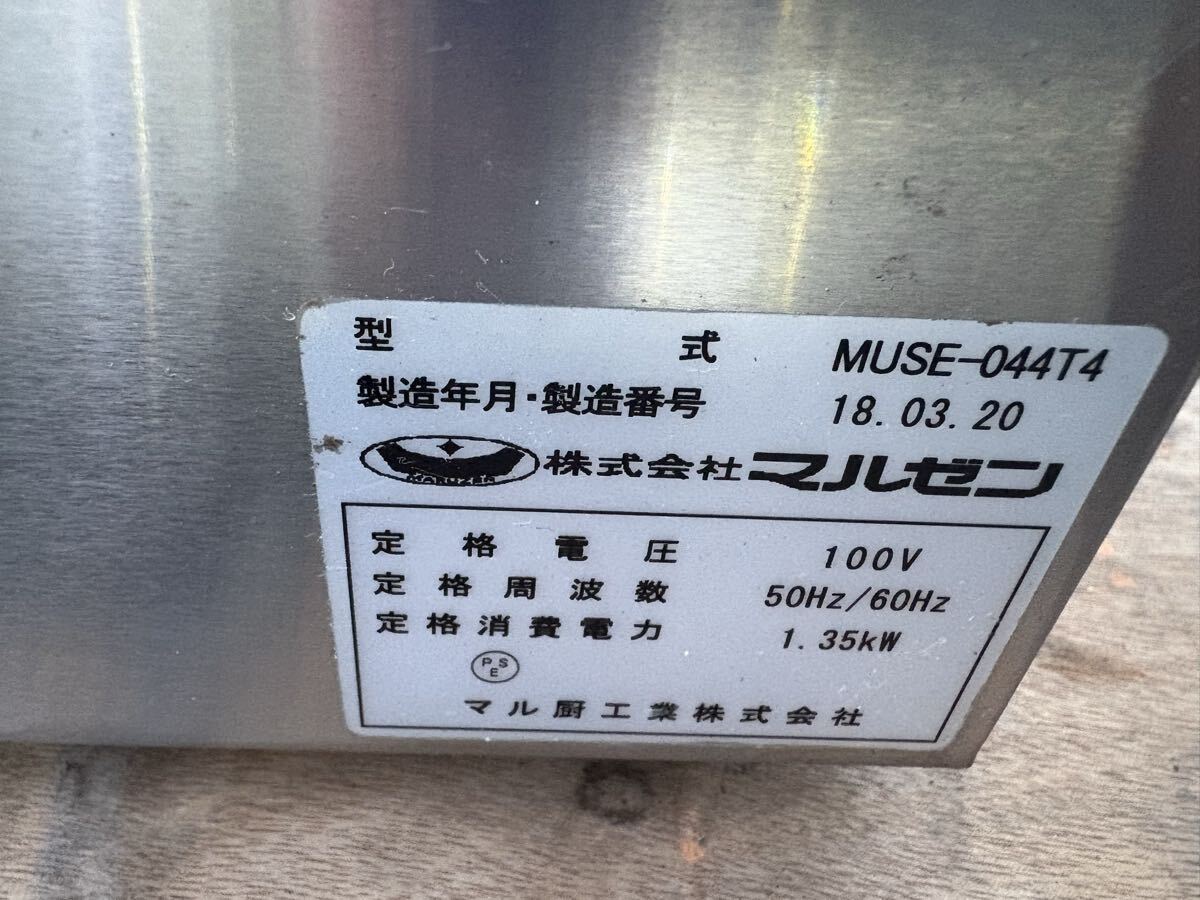 型式 MUSE-044T4
製造年月・製造番号 18.03.20
MARUZEN 株式会社マルゼン
定格電圧 100V
定格周波数 50Hz/60Hz
定格消費電力 1.35kW
PSE
マル厨工業株式会社